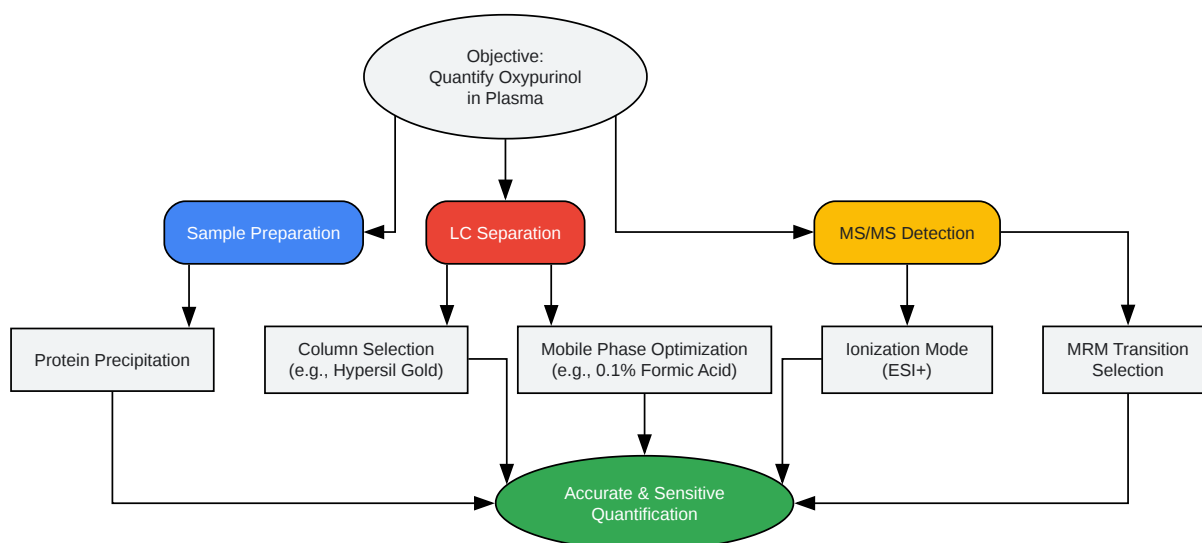 Objective:
Quantify Oxypurinol
in Plasma
Sample Preparation
LC Separation
MS/MS Detection
Protein Precipitation
Column Selection
(e.g., Hypersil Gold)
Mobile Phase Optimization
(e.g., 0.1% Formic Acid)
Ionization Mode
(ESI+)
MRM Transition
Selection
Accurate & Sensitive
Quantification